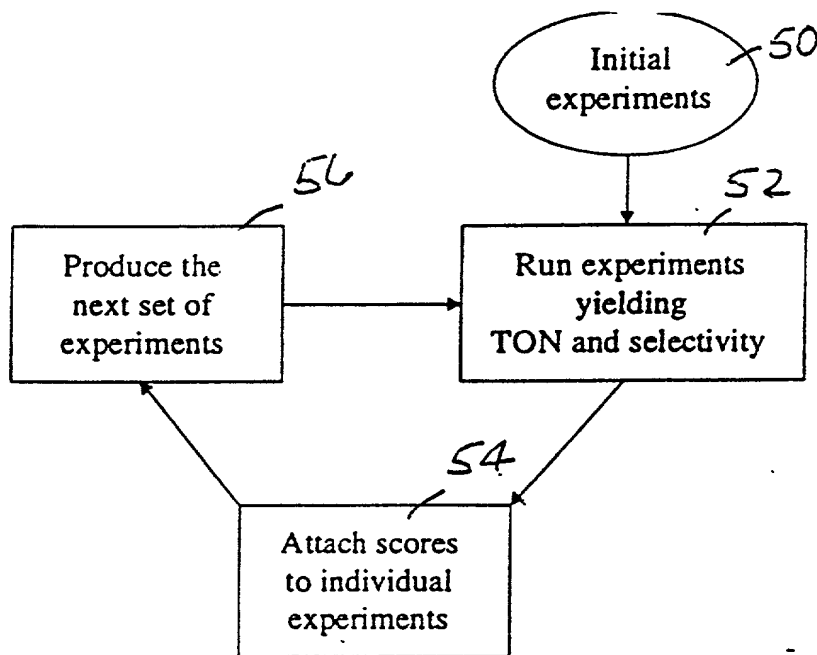 50
Initial
experiments
56
52
Produce the
next set of
experiments
Run experiments
yielding
TON and selectivity
54
Attach scores
to individual
experiments